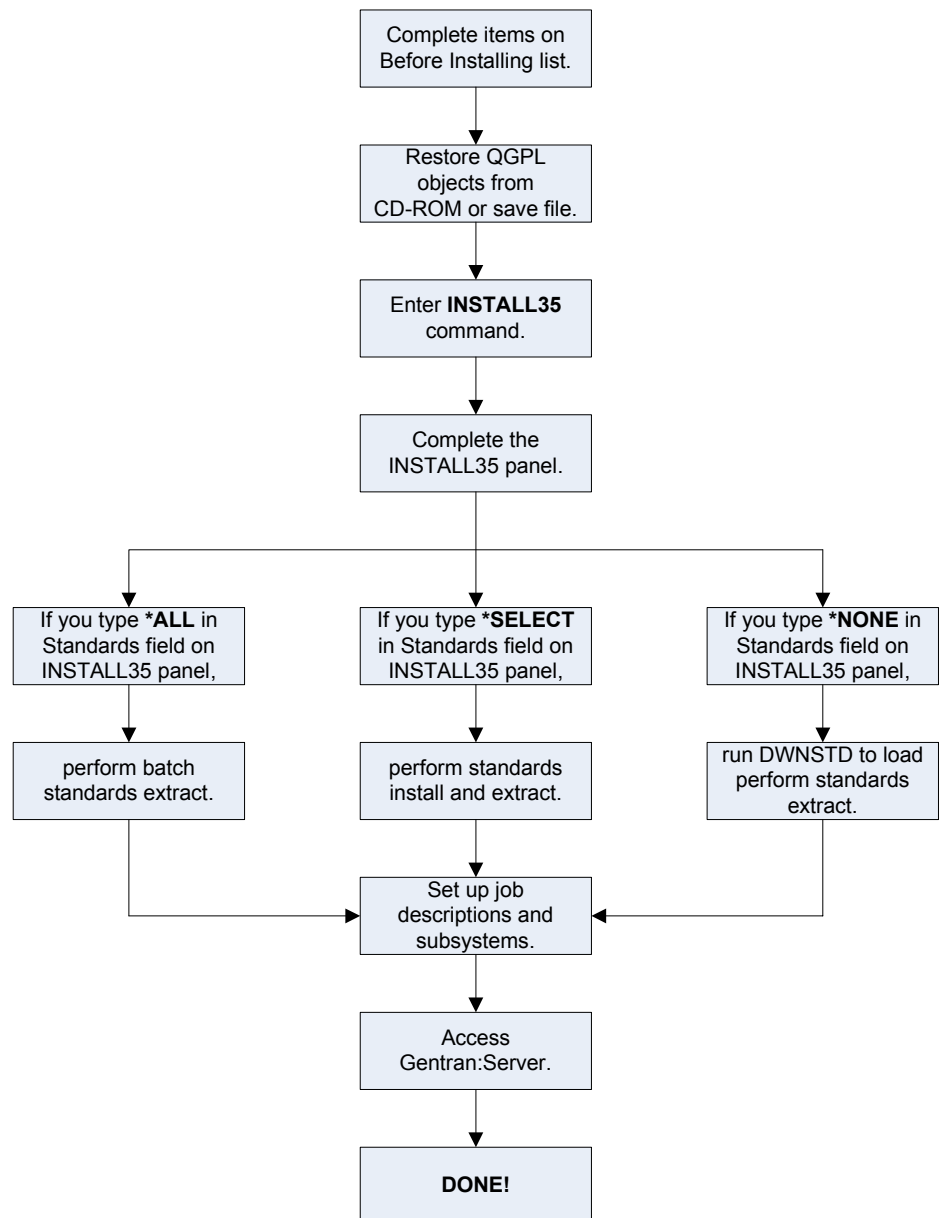 Complete items on
Before Installing list.
Restore QGPL
objects from
CD-ROM or save file.
Enter INSTALL35
command.
Complete the
INSTALL35 panel.
If you type *ALL in
Standards field on
INSTALL35 panel,
If you type *SELECT
in Standards field on
INSTALL35 panel,
If you type *NONE in
Standards field on
INSTALL35 panel,
perform batch
standards extract.
perform standards
install and extract.
run DWNSTD to load
perform standards
extract.
Set up job
descriptions and
subsystems.
Access
Gentran:Server.
DONE!